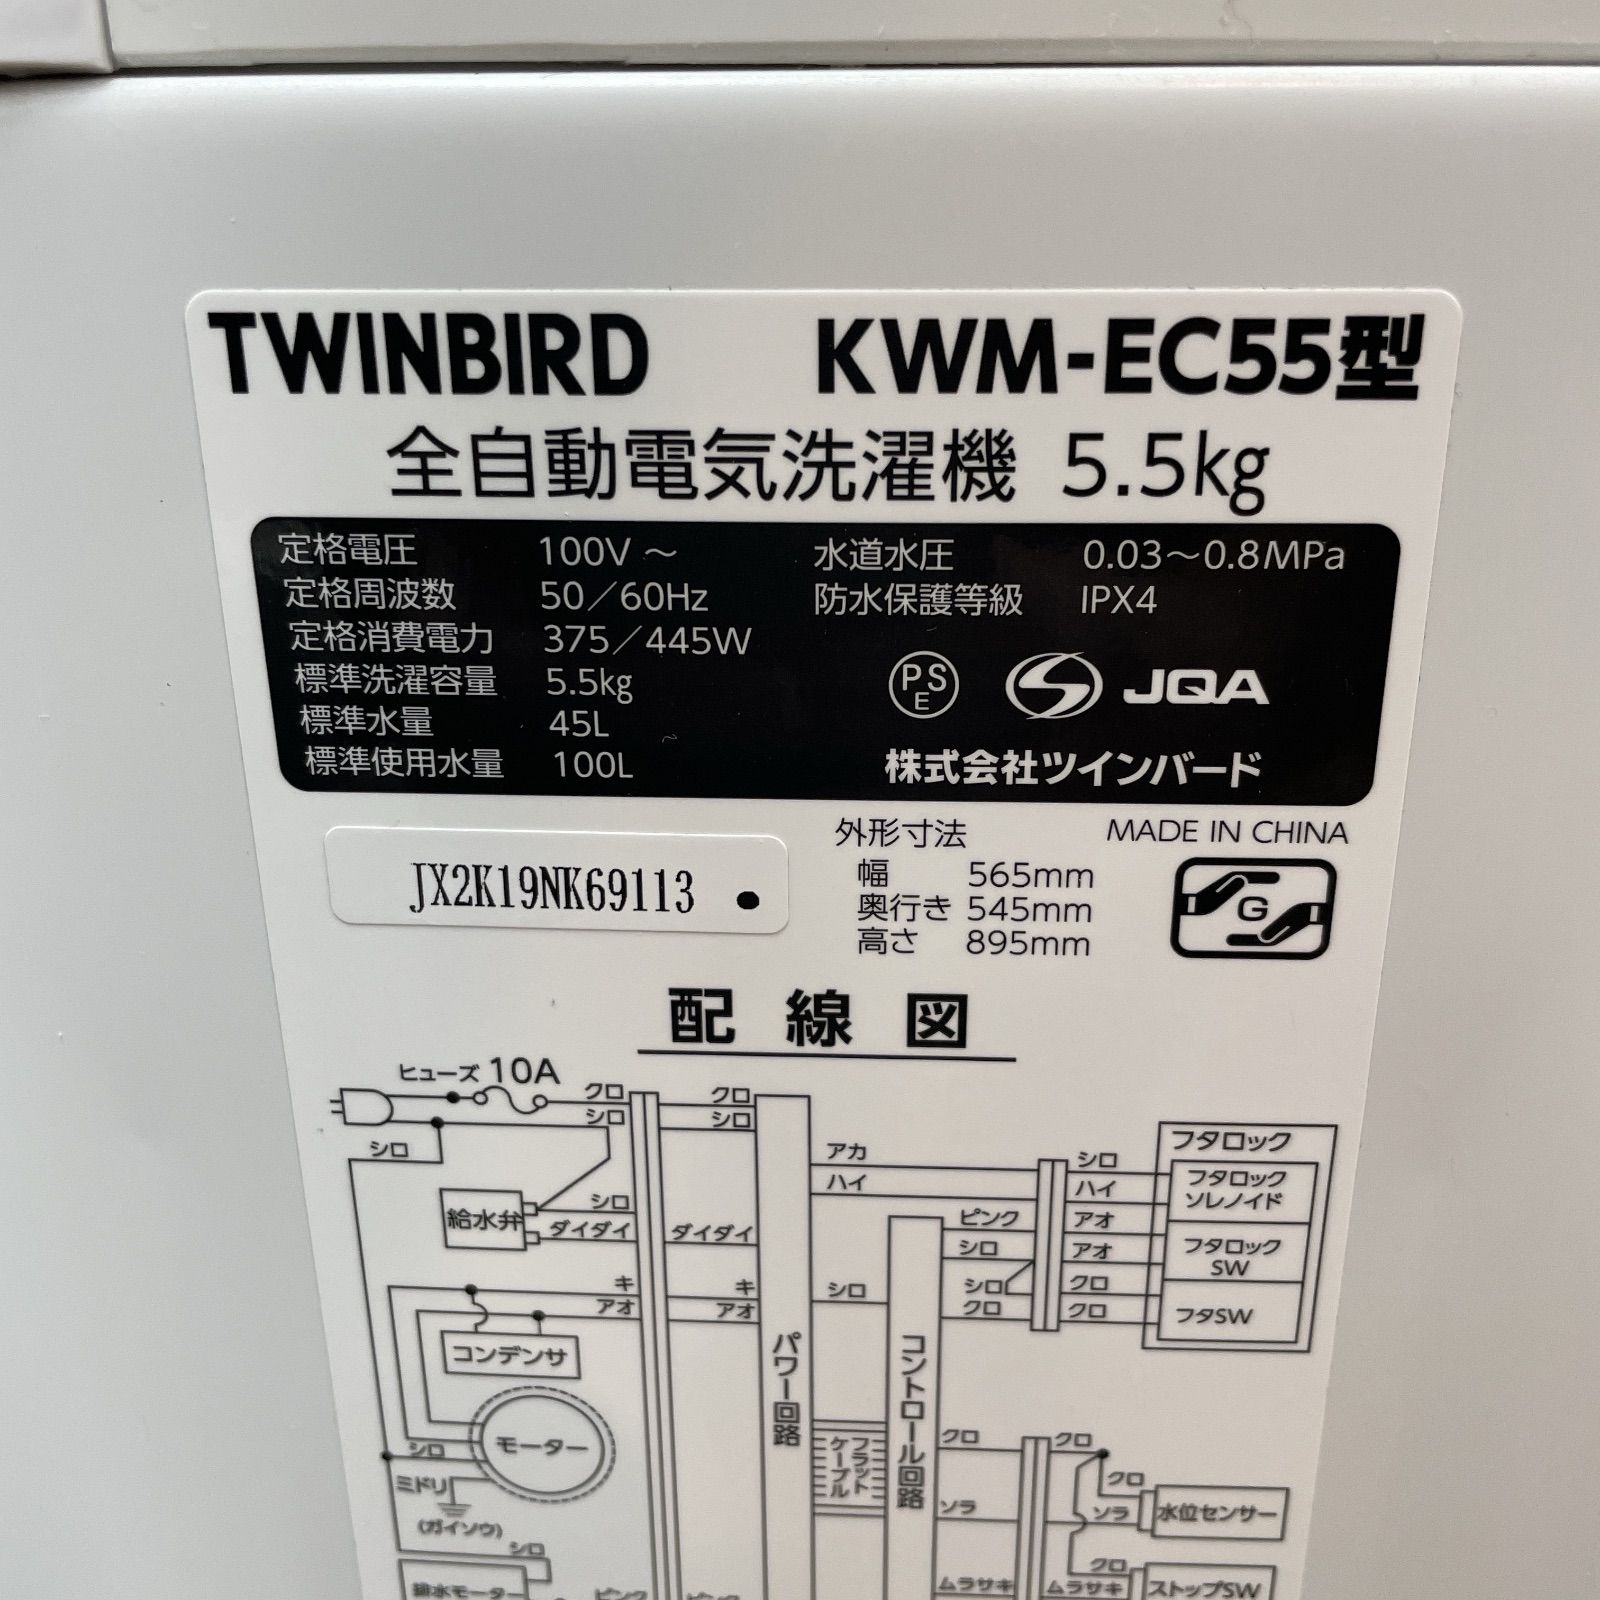 TWINBIRD KWM-EC55型
全自動電気洗濯機 5.5kg
定格電圧 100V～
定格周波数 50／60Hz
定格消費電力 375／445W
標準洗濯容量 5.5kg
標準水量 45L
標準使用水量 100L
水道水圧 0.03～0.8MPa
防水保護等級 IPX4
PSE
JQA
株式会社ツインバード
JX2K19NK69113
外形寸法
幅 565mm
奥行き 545mm
高さ 895mm
MADE IN CHINA
G
配線図
ヒューズ 10A
クロ
クロ
シロ
シロ
シロ
アカ
ハイ
シロ
ハイ
フタロック
フタロック
ソレノイド
給水弁
シロ
ダイダイ
ダイダイ
ピンク
アオ
シロ
アオ
フタロック
SW
シロ
クロ
クロ
クロ
フタSW
キ
キ
アオ
アオ
シロ
コンデンサ
パワー回路
コントロール回路
フラット
ケーブル
モーター
シロ
ミドリ
(ガイソウ)
シロ
排水モーター
ピンク
ピンク
クロ
クロ
クロ
ソラ
ソラ
水位センサー
クロ
ムラサキ
ムラサキ
ストップSW